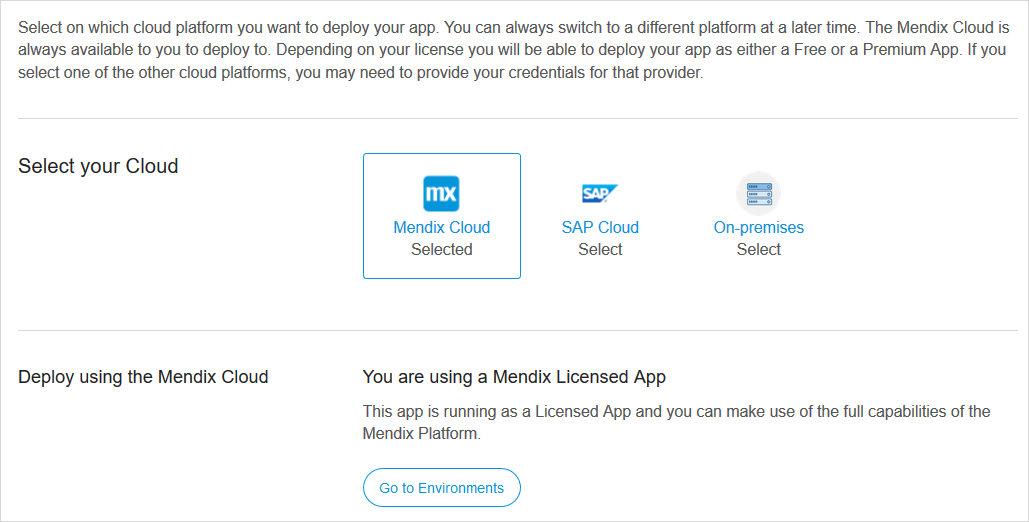 Select on which cloud platform you want to deploy your app. You can always switch to a different platform at a later time. The Mendix Cloud is
always available to you to deploy to. Depending on your license you will be able to deploy your app as either a Free or a Premium App. If you
select one of the other cloud platforms, you may need to provide your credentials for that provider.
Select your Cloud
mx
SAP
Mendix Cloud
SAP Cloud
On-premises
Selected
Select
Select
Deploy using the Mendix Cloud
You are using a Mendix Licensed App
This app is running as a Licensed App and you can make use of the full capabilities of the
Mendix Platform.
Go to Environments